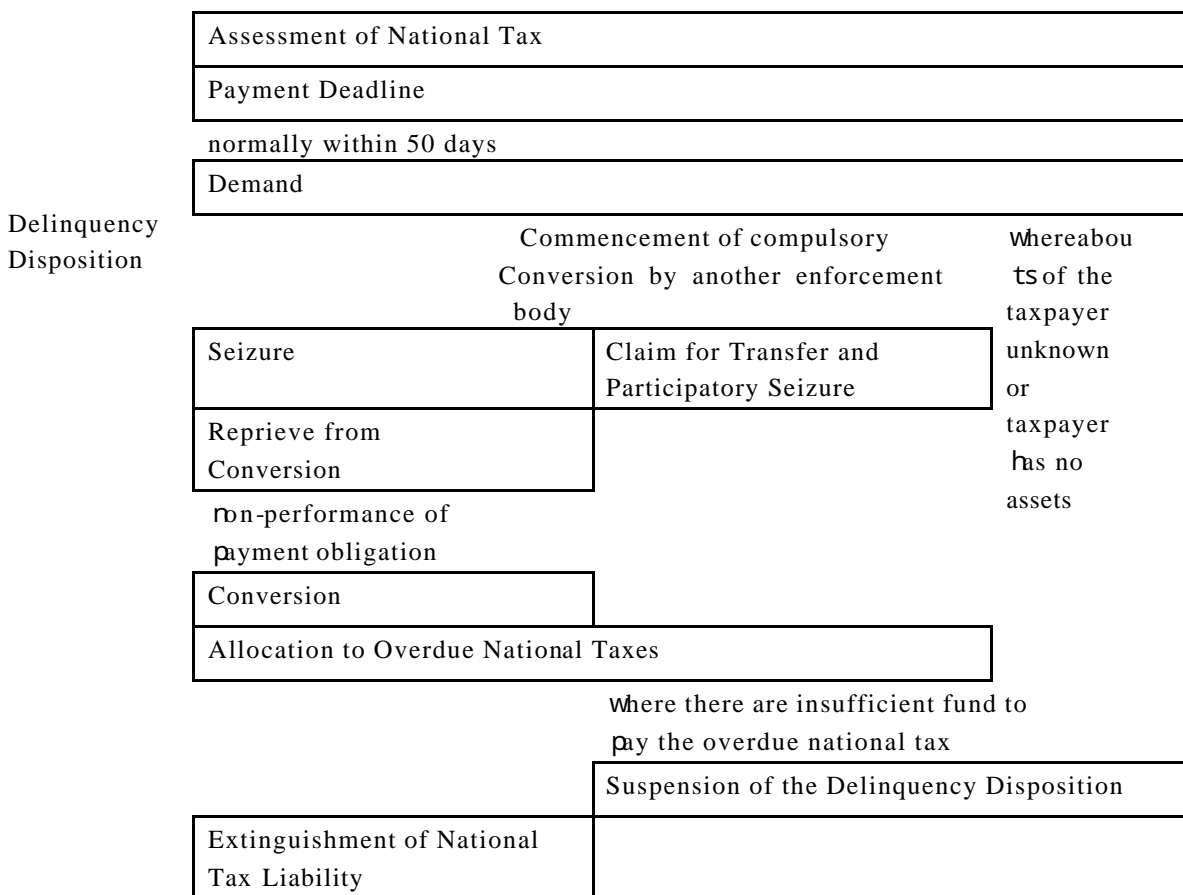 Assessment of National Tax
Payment Deadline
normally within 50 days
Demand
Delinquency
Disposition
Commencement of compulsory
Conversion by another enforcement
body
whereabou
ts of the
taxpayer
unknown
or
taxpayer
has no
assets
Seizure
Claim for Transfer and
Participatory Seizure
Reprieve from
Conversion
non-performance of
payment obligation
Conversion
Allocation to Overdue National Taxes
where there are insufficient fund to
pay the overdue national tax
Suspension of the Delinquency Disposition
Extinguishment of National
Tax Liability